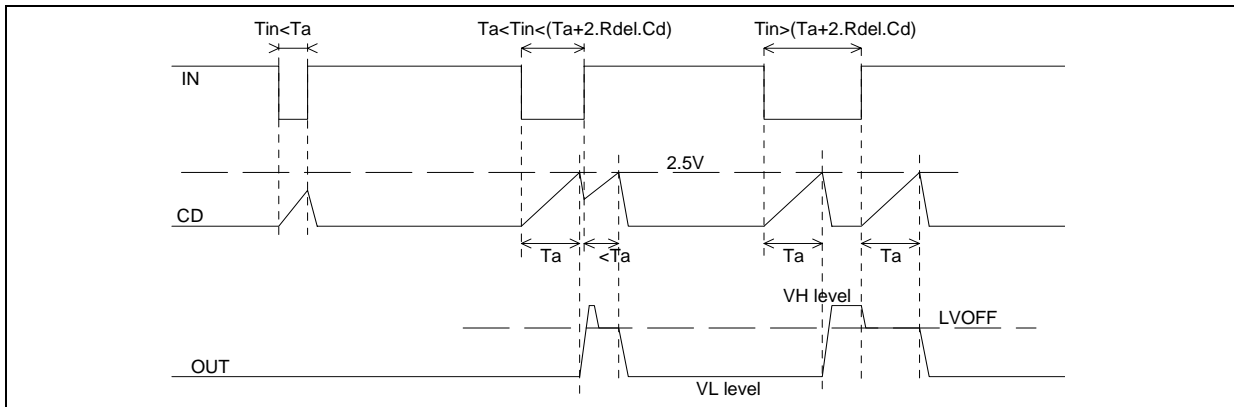 Tin<Ta
Ta<Tin<(Ta+2.Rdel.Cd)
Tin>(Ta+2.Rdel.Cd)
IN
2.5V
CD
Ta
<Ta
Ta
Ta
VH level
LVOFF
OUT
VL level